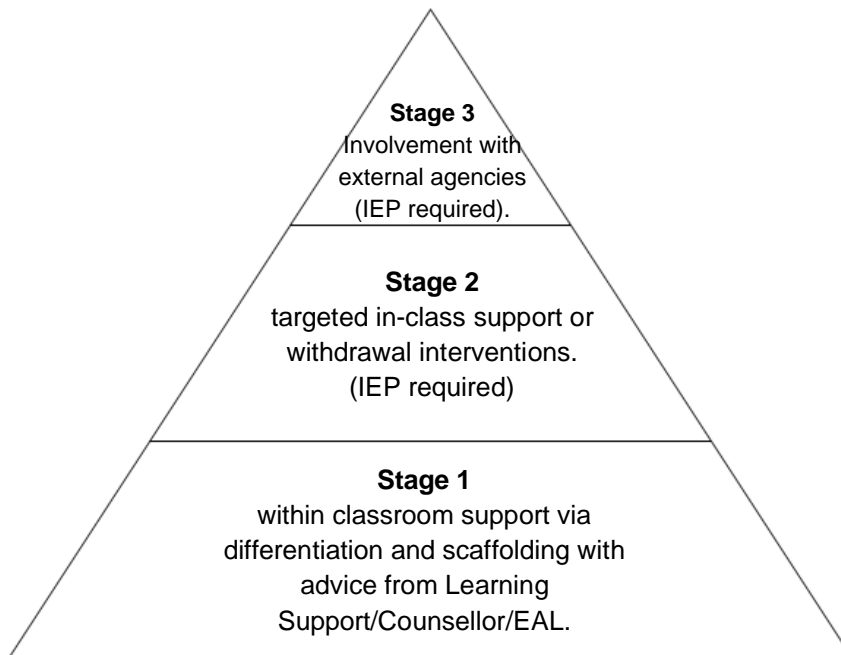 Stage 3
Involvement with
external agencies
(IEP required).
Stage 2
targeted in-class support or
withdrawal interventions.
(IEP required)
Stage 1
within classroom support via
differentiation and scaffolding with
advice from Learning
Support/Counsellor/EAL.